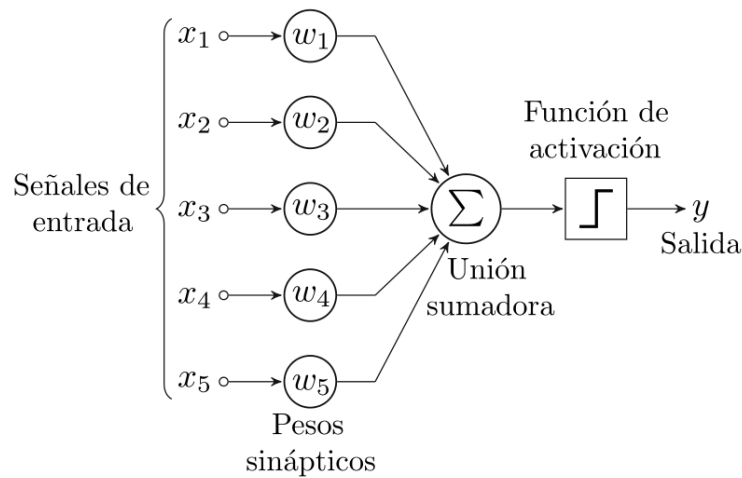 x₁ w₁
x₂ w₂
x₃ w₃
x₄ w₄
x₅ w₅
Señales de
entrada
Pesos
sinápticos
Σ
Unión
sumadora
Función de
activación
y
Salida